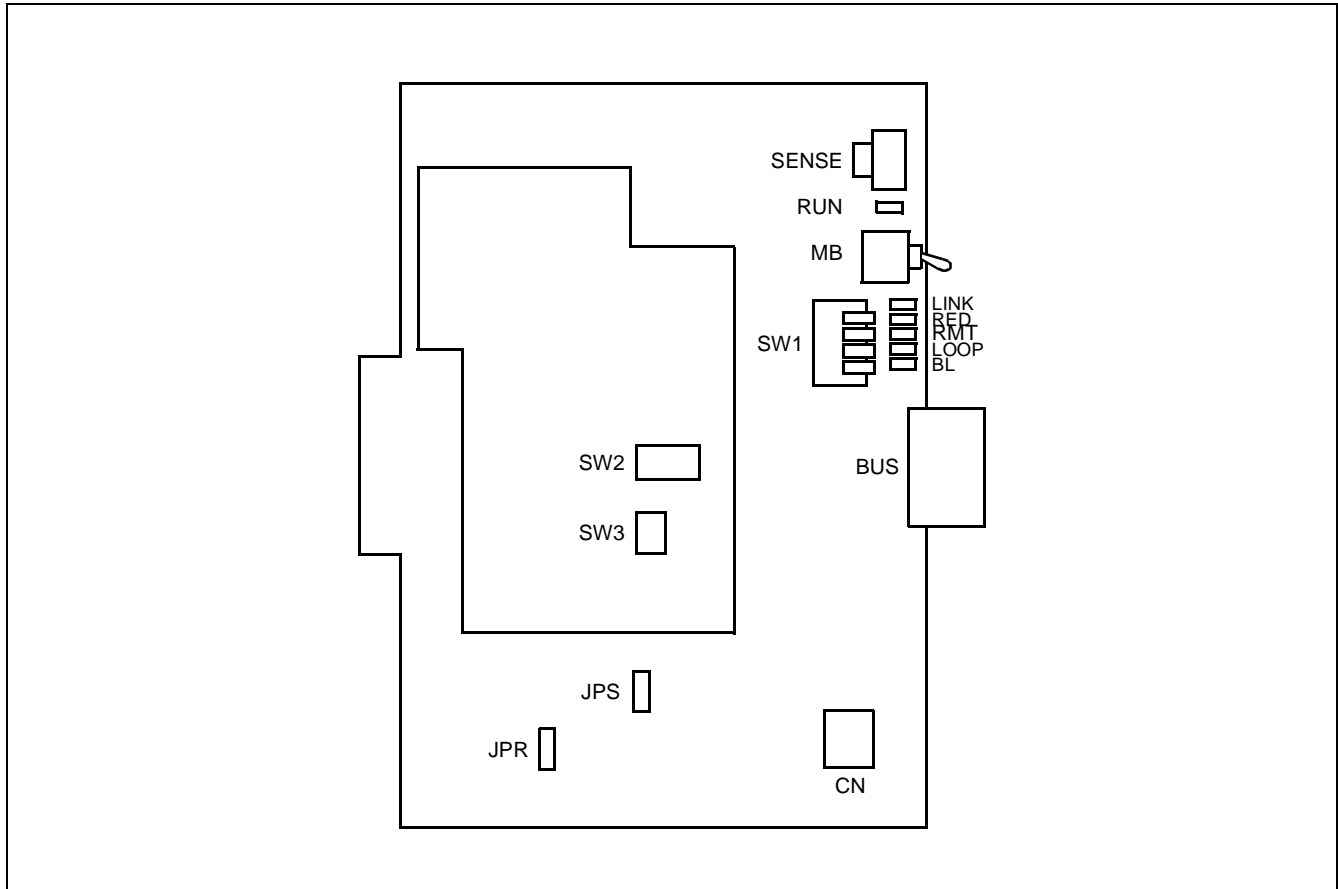 SENSE
RUN
MB
LINK
RED
RMT
SW1
LOOP
BL
SW2
BUS
SW3
JPS
JPR
CN